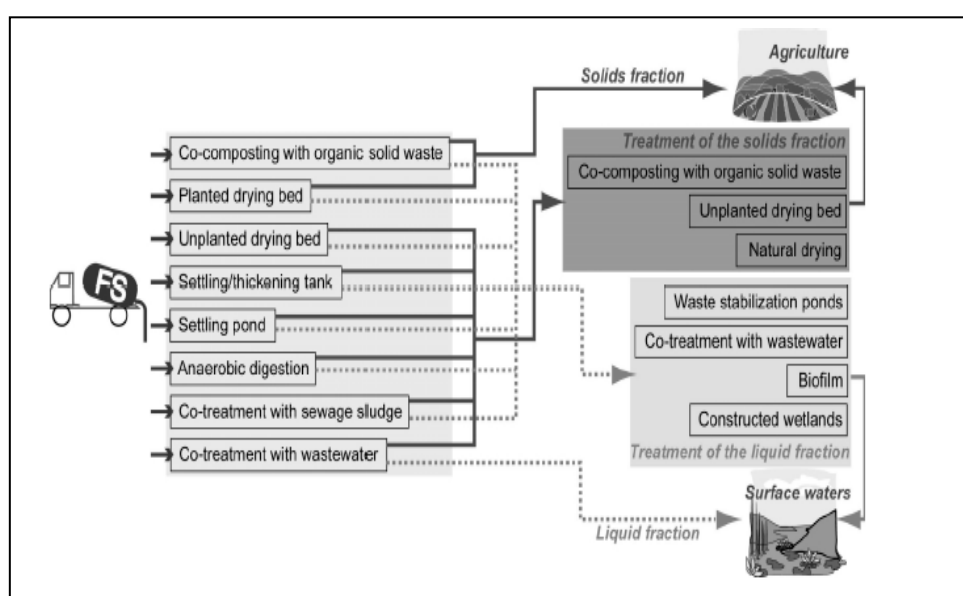 Agriculture
Solids fraction
Treatment of the solids fraction
Co-composting with organic solid waste
Co-composting with organic solid waste
Planted drying bed
Unplanted drying bed
Unplanted drying bed
Natural drying
FS
Settling/thickening tank
Waste stabilization ponds
Settling pond
Co-treatment with wastewater
Anaerobic digestion
Biofilm
Co-treatment with sewage sludge
Constructed wetlands
Co-treatment with wastewater
Treatment of the liquid fraction
Surface waters
Liquid fraction